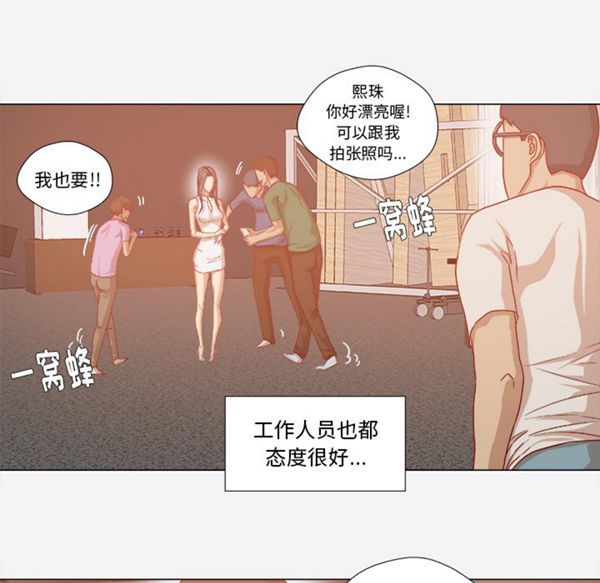 熙珠
你好漂亮喔!
可以跟我
拍张照吗...
我也要!!
一窝蜂
一窝蜂
工作人员也都
态度很好...